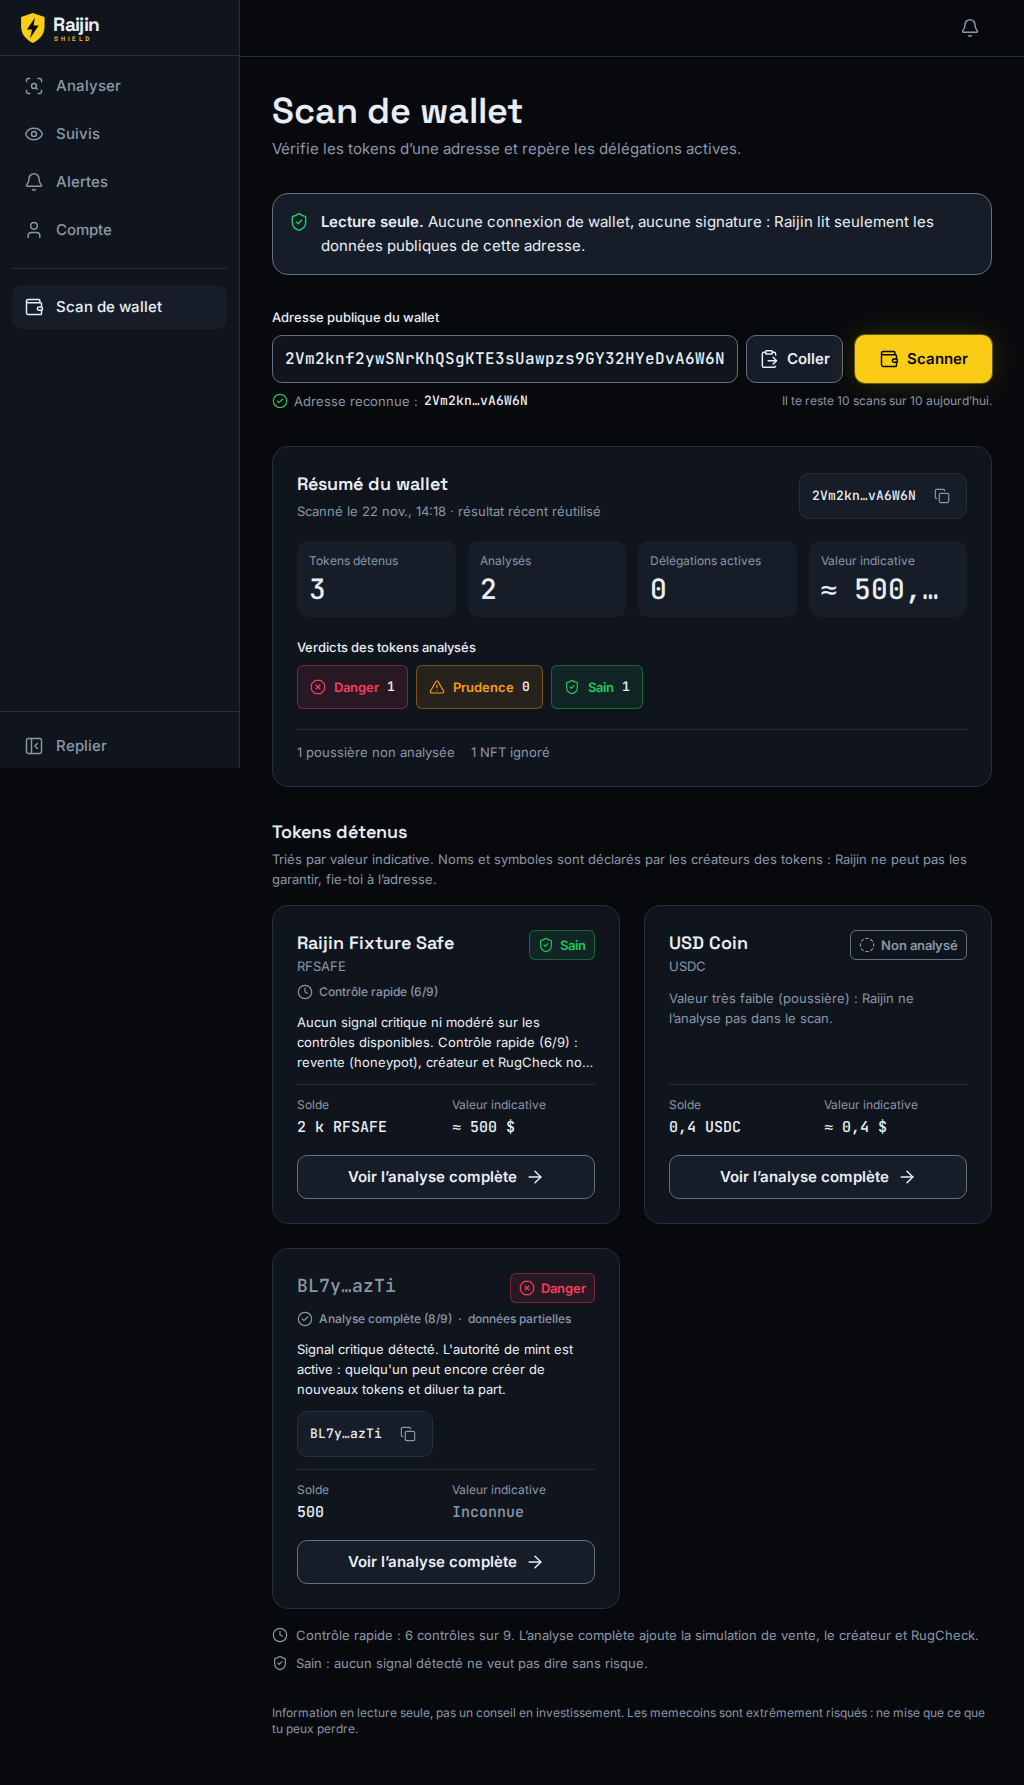 Raijin
SHIELD
Analyser
Suivis
Alertes
Compte
Scan de wallet
Replier
Scan de wallet
Vérifie les tokens d’une adresse et repère les délégations actives.
Lecture seule. Aucune connexion de wallet, aucune signature : Raijin lit seulement les
données publiques de cette adresse.
Adresse publique du wallet
2Vm2knf2ywSNrKhQSgKTE3sUawpzs9GY32HYeDvA6W6N
Coller
Scanner
Adresse reconnue : 2Vm2kn…vA6W6N
Il te reste 10 scans sur 10 aujourd’hui.
Résumé du wallet
Scanné le 22 nov., 14:18 · résultat récent réutilisé
2Vm2kn…vA6W6N
Tokens détenus
3
Analysés
2
Délégations actives
0
Valeur indicative
≈ 500,…
Verdicts des tokens analysés
Danger 1
Prudence 0
Sain 1
1 poussière non analysée 1 NFT ignoré
Tokens détenus
Triés par valeur indicative. Noms et symboles sont déclarés par les créateurs des tokens : Raijin ne peut pas les
garantir, fie-toi à l’adresse.
Raijin Fixture Safe
Sain
RFSAFE
Contrôle rapide (6/9)
Aucun signal critique ni modéré sur les
contrôles disponibles. Contrôle rapide (6/9) :
revente (honeypot), créateur et RugCheck no…
Solde
2 k RFSAFE
Valeur indicative
≈ 500 $
Voir l’analyse complète
USD Coin
Non analysé
USDC
Valeur très faible (poussière) : Raijin ne
l’analyse pas dans le scan.
Solde
0,4 USDC
Valeur indicative
≈ 0,4 $
Voir l’analyse complète
BL7y…azTi
Danger
Analyse complète (8/9) · données partielles
Signal critique détecté. L'autorité de mint est
active : quelqu'un peut encore créer de
nouveaux tokens et diluer ta part.
BL7y…azTi
Solde
500
Valeur indicative
Inconnue
Voir l’analyse complète
Contrôle rapide : 6 contrôles sur 9. L’analyse complète ajoute la simulation de vente, le créateur et RugCheck.
Sain : aucun signal détecté ne veut pas dire sans risque.
Information en lecture seule, pas un conseil en investissement. Les memecoins sont extrêmement risqués : ne mise que ce que
tu peux perdre.